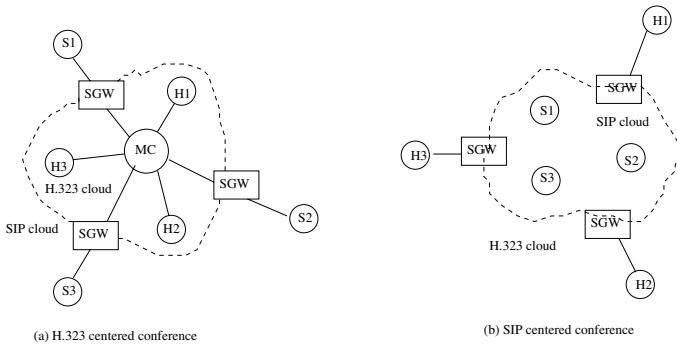 S1
SGW
H1
MC
H3
H.323 cloud
SGW
SIP cloud
SGW
H2
S2
S3
(a) H.323 centered conference
H1
SGW
S1
SIP cloud
H3
SGW
S2
S3
SGW
H.323 cloud
H2
(b) SIP centered conference